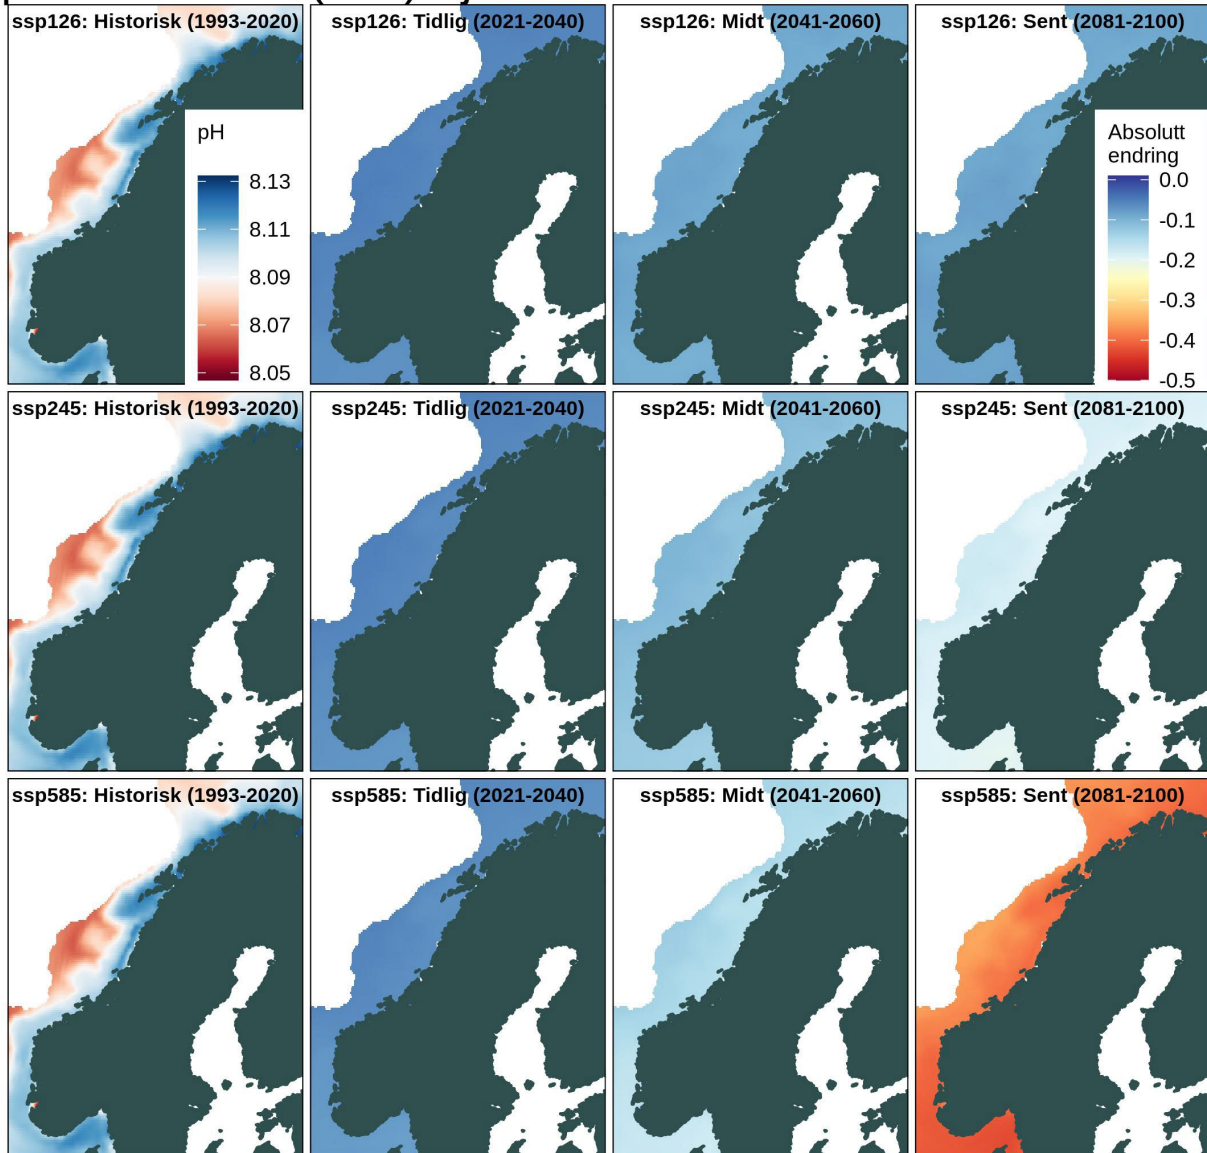 ssp126: Historisk (1993-2020)
ssp126: Tidlig (2021-2040)
ssp126: Midt (2041-2060)
ssp126: Sent (2081-2100)
pH
8.13
8.11
8.09
8.07
8.05
Absolutt
endring
0.0
-0.1
-0.2
-0.3
-0.4
-0.5
ssp245: Historisk (1993-2020)
ssp245: Tidlig (2021-2040)
ssp245: Midt (2041-2060)
ssp245: Sent (2081-2100)
ssp585: Historisk (1993-2020)
ssp585: Tidlig (2021-2040)
ssp585: Midt (2041-2060)
ssp585: Sent (2081-2100)